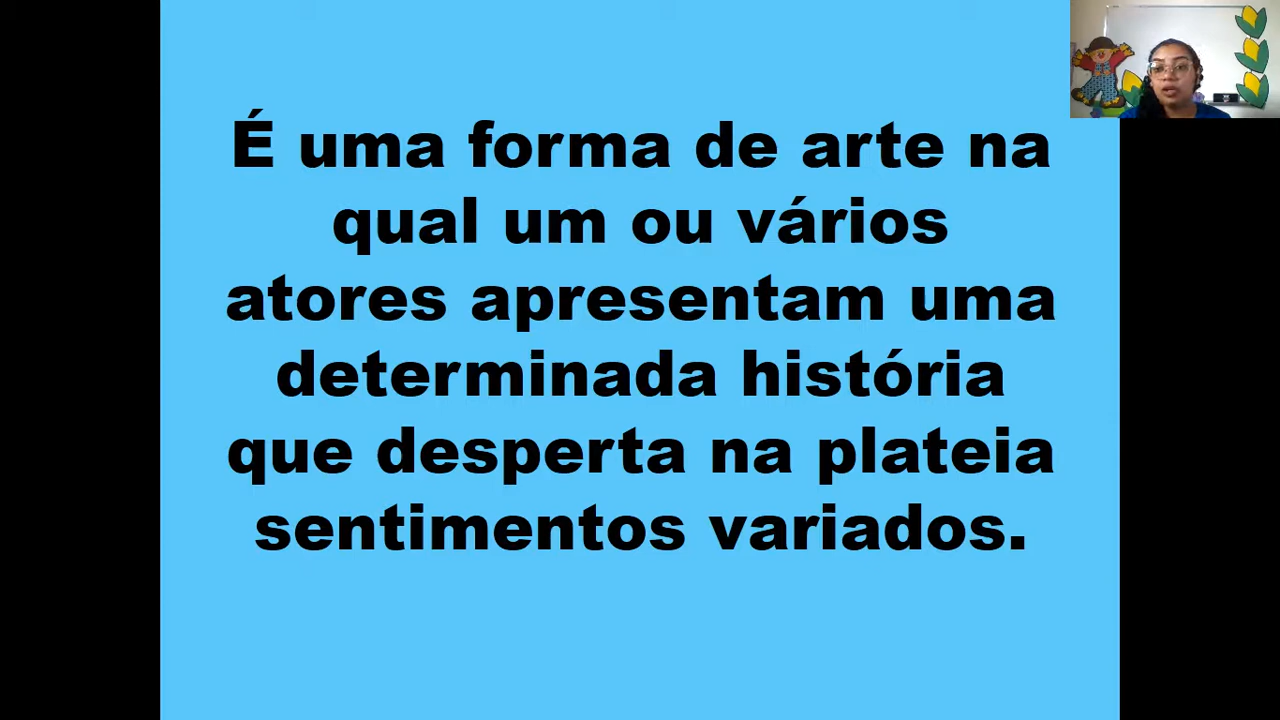 É uma forma de arte na
qual um ou vários
atores apresentam uma
determinada história
que desperta na plateia
sentimentos variados.